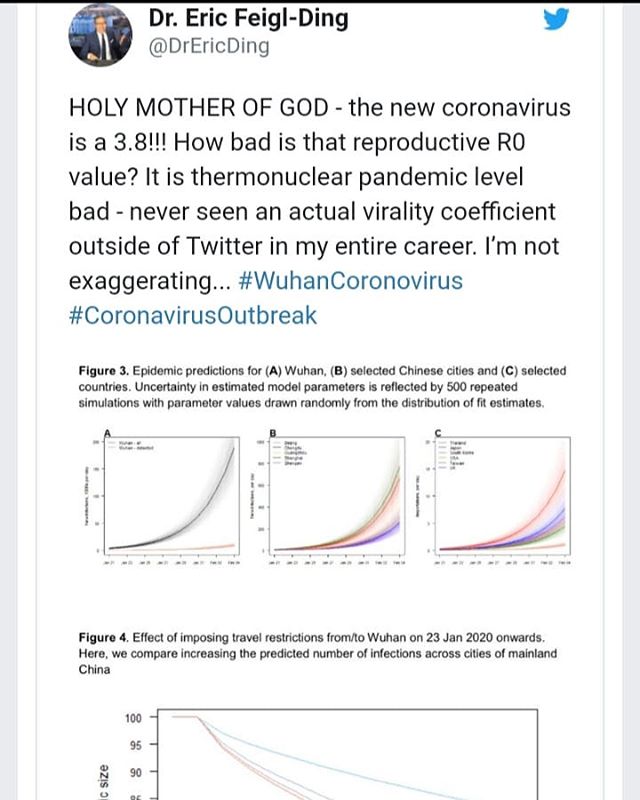 Dr. Eric Feigl-Ding
@DrEricDing
HOLY MOTHER OF GOD - the new coronavirus
is a 3.8!!! How bad is that reproductive R0
value? It is thermonuclear pandemic level
bad - never seen an actual virality coefficient
outside of Twitter in my entire career. I'm not
exaggerating... #WuhanCoronovirus
#CoronavirusOutbreak
Figure 3. Epidemic predictions for (A) Wuhan, (B) selected Chinese cities and (C) selected
countries. Uncertainty in estimated model parameters is reflected by 500 repeated
simulations with parameter values drawn randomly from the distribution of fit estimates.
A
B
C
Figure 4. Effect of imposing travel restrictions from/to Wuhan on 23 Jan 2020 onwards.
Here, we compare increasing the predicted number of infections across cities of mainland
China
100
95
90
ic size